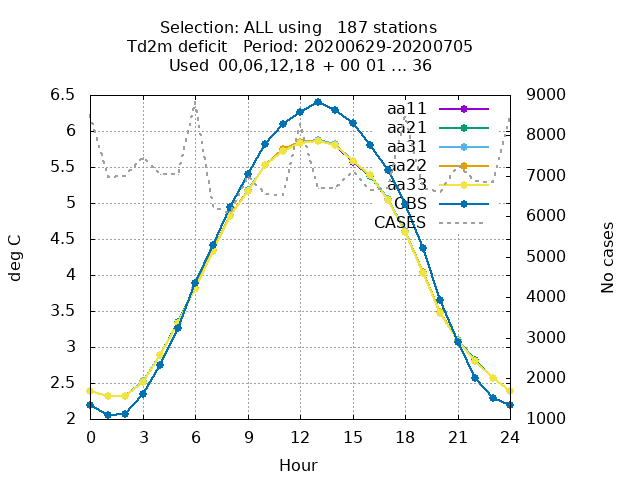 Selection: ALL using   187 stations
Td2m deficit   Period: 20200629-20200705
Used  00,06,12,18 + 00 01 ... 36
6.5
6
5.5
5
4.5
4
3.5
3
2.5
2
9000
8000
7000
6000
5000
4000
3000
2000
1000
aa11
aa21
aa31
aa22
aa33
OBS
CASES
deg C
No cases
0 3 6 9 12 15 18 21 24
Hour